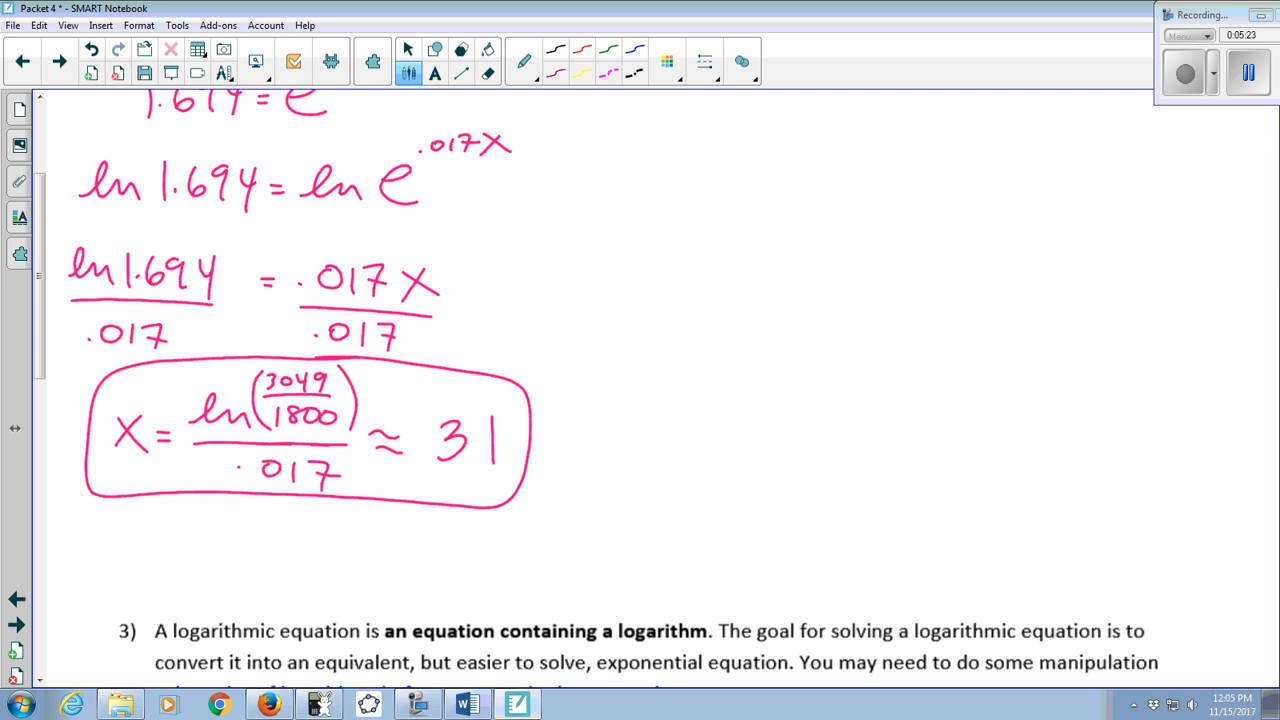 Packet 4 * - SMART Notebook
File Edit View Insert Format Tools Add-ons Account Help
Recording...
Menu
0:05:23
1.694 = e
ln 1.694 = ln e^.017x
ln 1.694 = .017x
.017 .017
x = ln(3049/1800)/.017 ≈ 31
3) A logarithmic equation is an equation containing a logarithm. The goal for solving a logarithmic equation is to
convert it into an equivalent, but easier to solve, exponential equation. You may need to do some manipulation
12:05 PM
11/15/2017